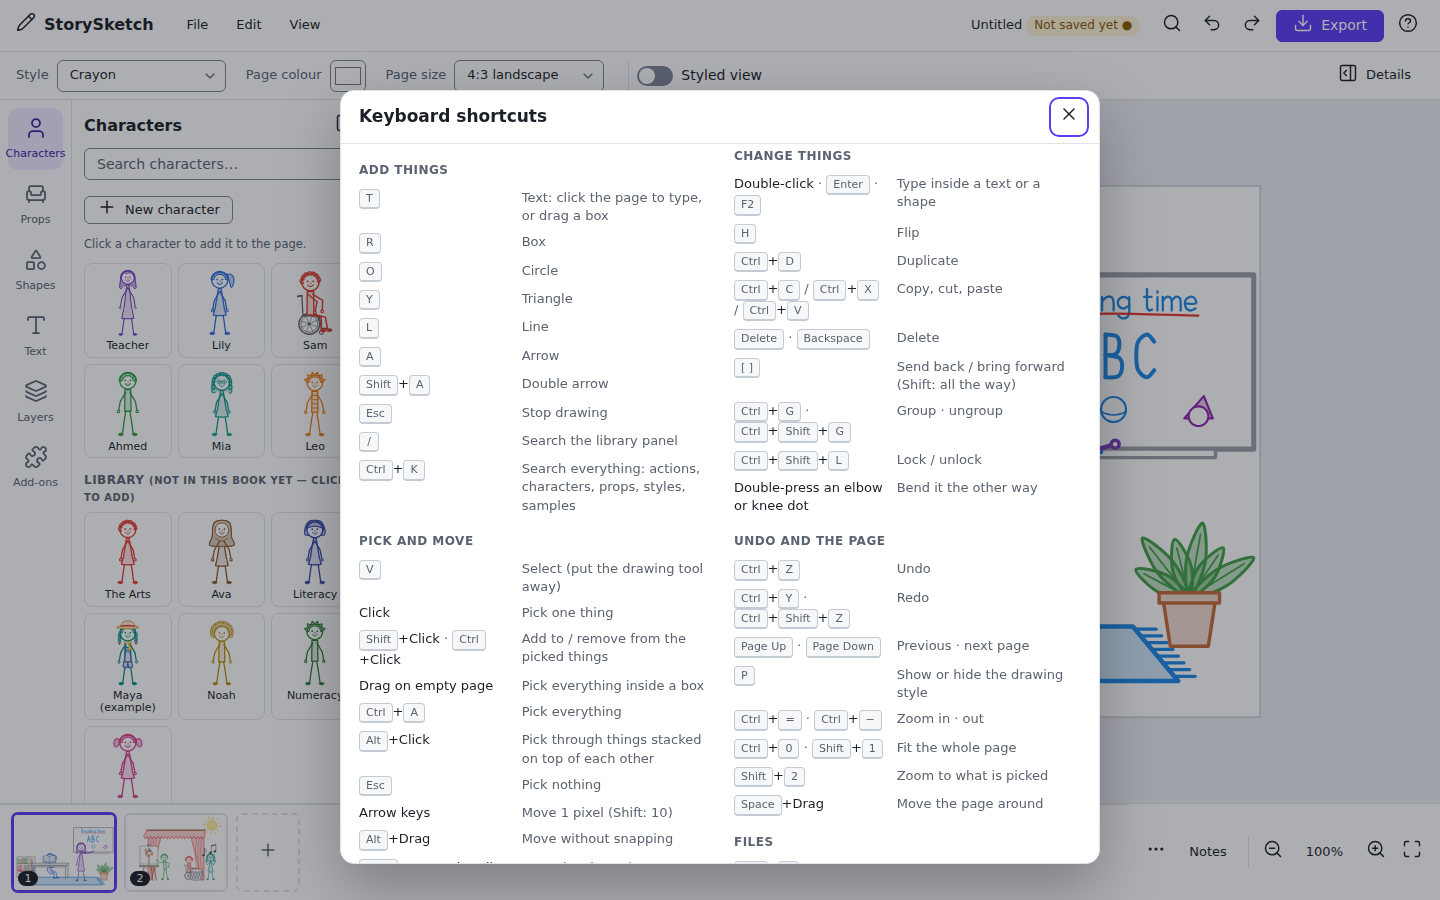 StorySketch
File
Edit
View
Untitled
Not saved yet
Export
Style
Crayon
Page colour
Page size
4:3 landscape
Styled view
Details
Characters
Props
Shapes
Text
Layers
Add-ons
Characters
Search characters...
New character
Click a character to add it to the page.
Teacher
Lily
Sam
Ahmed
Mia
Leo
LIBRARY (NOT IN THIS BOOK YET — CLICK
TO ADD)
The Arts
Ava
Literacy
Maya
(example)
Noah
Numeracy
Keyboard shortcuts
ADD THINGS
T Text: click the page to type,
or drag a box
R Box
O Circle
Y Triangle
L Line
A Arrow
Shift+A Double arrow
Esc Stop drawing
/ Search the library panel
Ctrl+K Search everything: actions,
characters, props, styles,
samples
PICK AND MOVE
V Select (put the drawing tool
away)
Click Pick one thing
Shift+Click · Ctrl Add to / remove from the
+Click picked things
Drag on empty page Pick everything inside a box
Ctrl+A Pick everything
Alt+Click Pick through things stacked
on top of each other
Esc Pick nothing
Arrow keys Move 1 pixel (Shift: 10)
Alt+Drag Move without snapping
CHANGE THINGS
Double-click · Enter · Type inside a text or a
F2 shape
H Flip
Ctrl+D Duplicate
Ctrl+C / Ctrl+X Copy, cut, paste
/ Ctrl+V
Delete · Backspace Delete
[ ] Send back / bring forward
(Shift: all the way)
Ctrl+G · Group · ungroup
Ctrl+Shift+G
Ctrl+Shift+L Lock / unlock
Double-press an elbow Bend it the other way
or knee dot
UNDO AND THE PAGE
Ctrl+Z Undo
Ctrl+Y · Redo
Ctrl+Shift+Z
Page Up · Page Down Previous · next page
P Show or hide the drawing
style
Ctrl+= · Ctrl+− Zoom in · out
Ctrl+0 · Shift+1 Fit the whole page
Shift+2 Zoom to what is picked
Space+Drag Move the page around
FILES
ng time
BC
ABC
1
2
Notes
100%